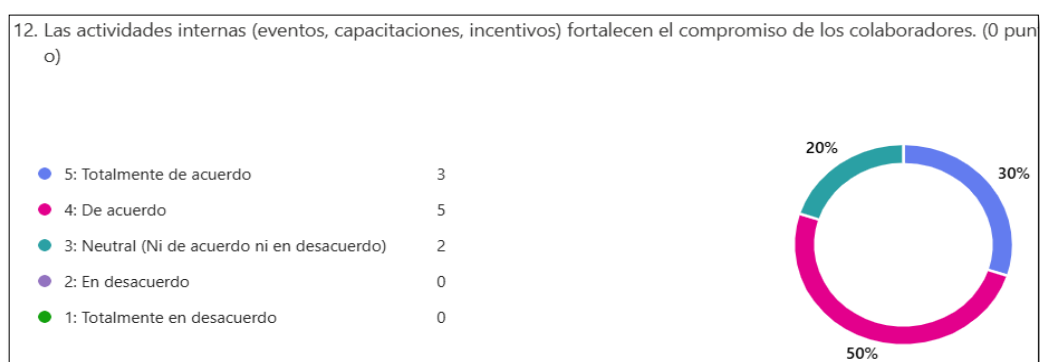 12. Las actividades internas (eventos, capacitaciones, incentivos) fortalecen el compromiso de los colaboradores. (0 pun
o)
20%
30%
5: Totalmente de acuerdo 3
4: De acuerdo 5
3: Neutral (Ni de acuerdo ni en desacuerdo) 2
2: En desacuerdo 0
1: Totalmente en desacuerdo 0
50%